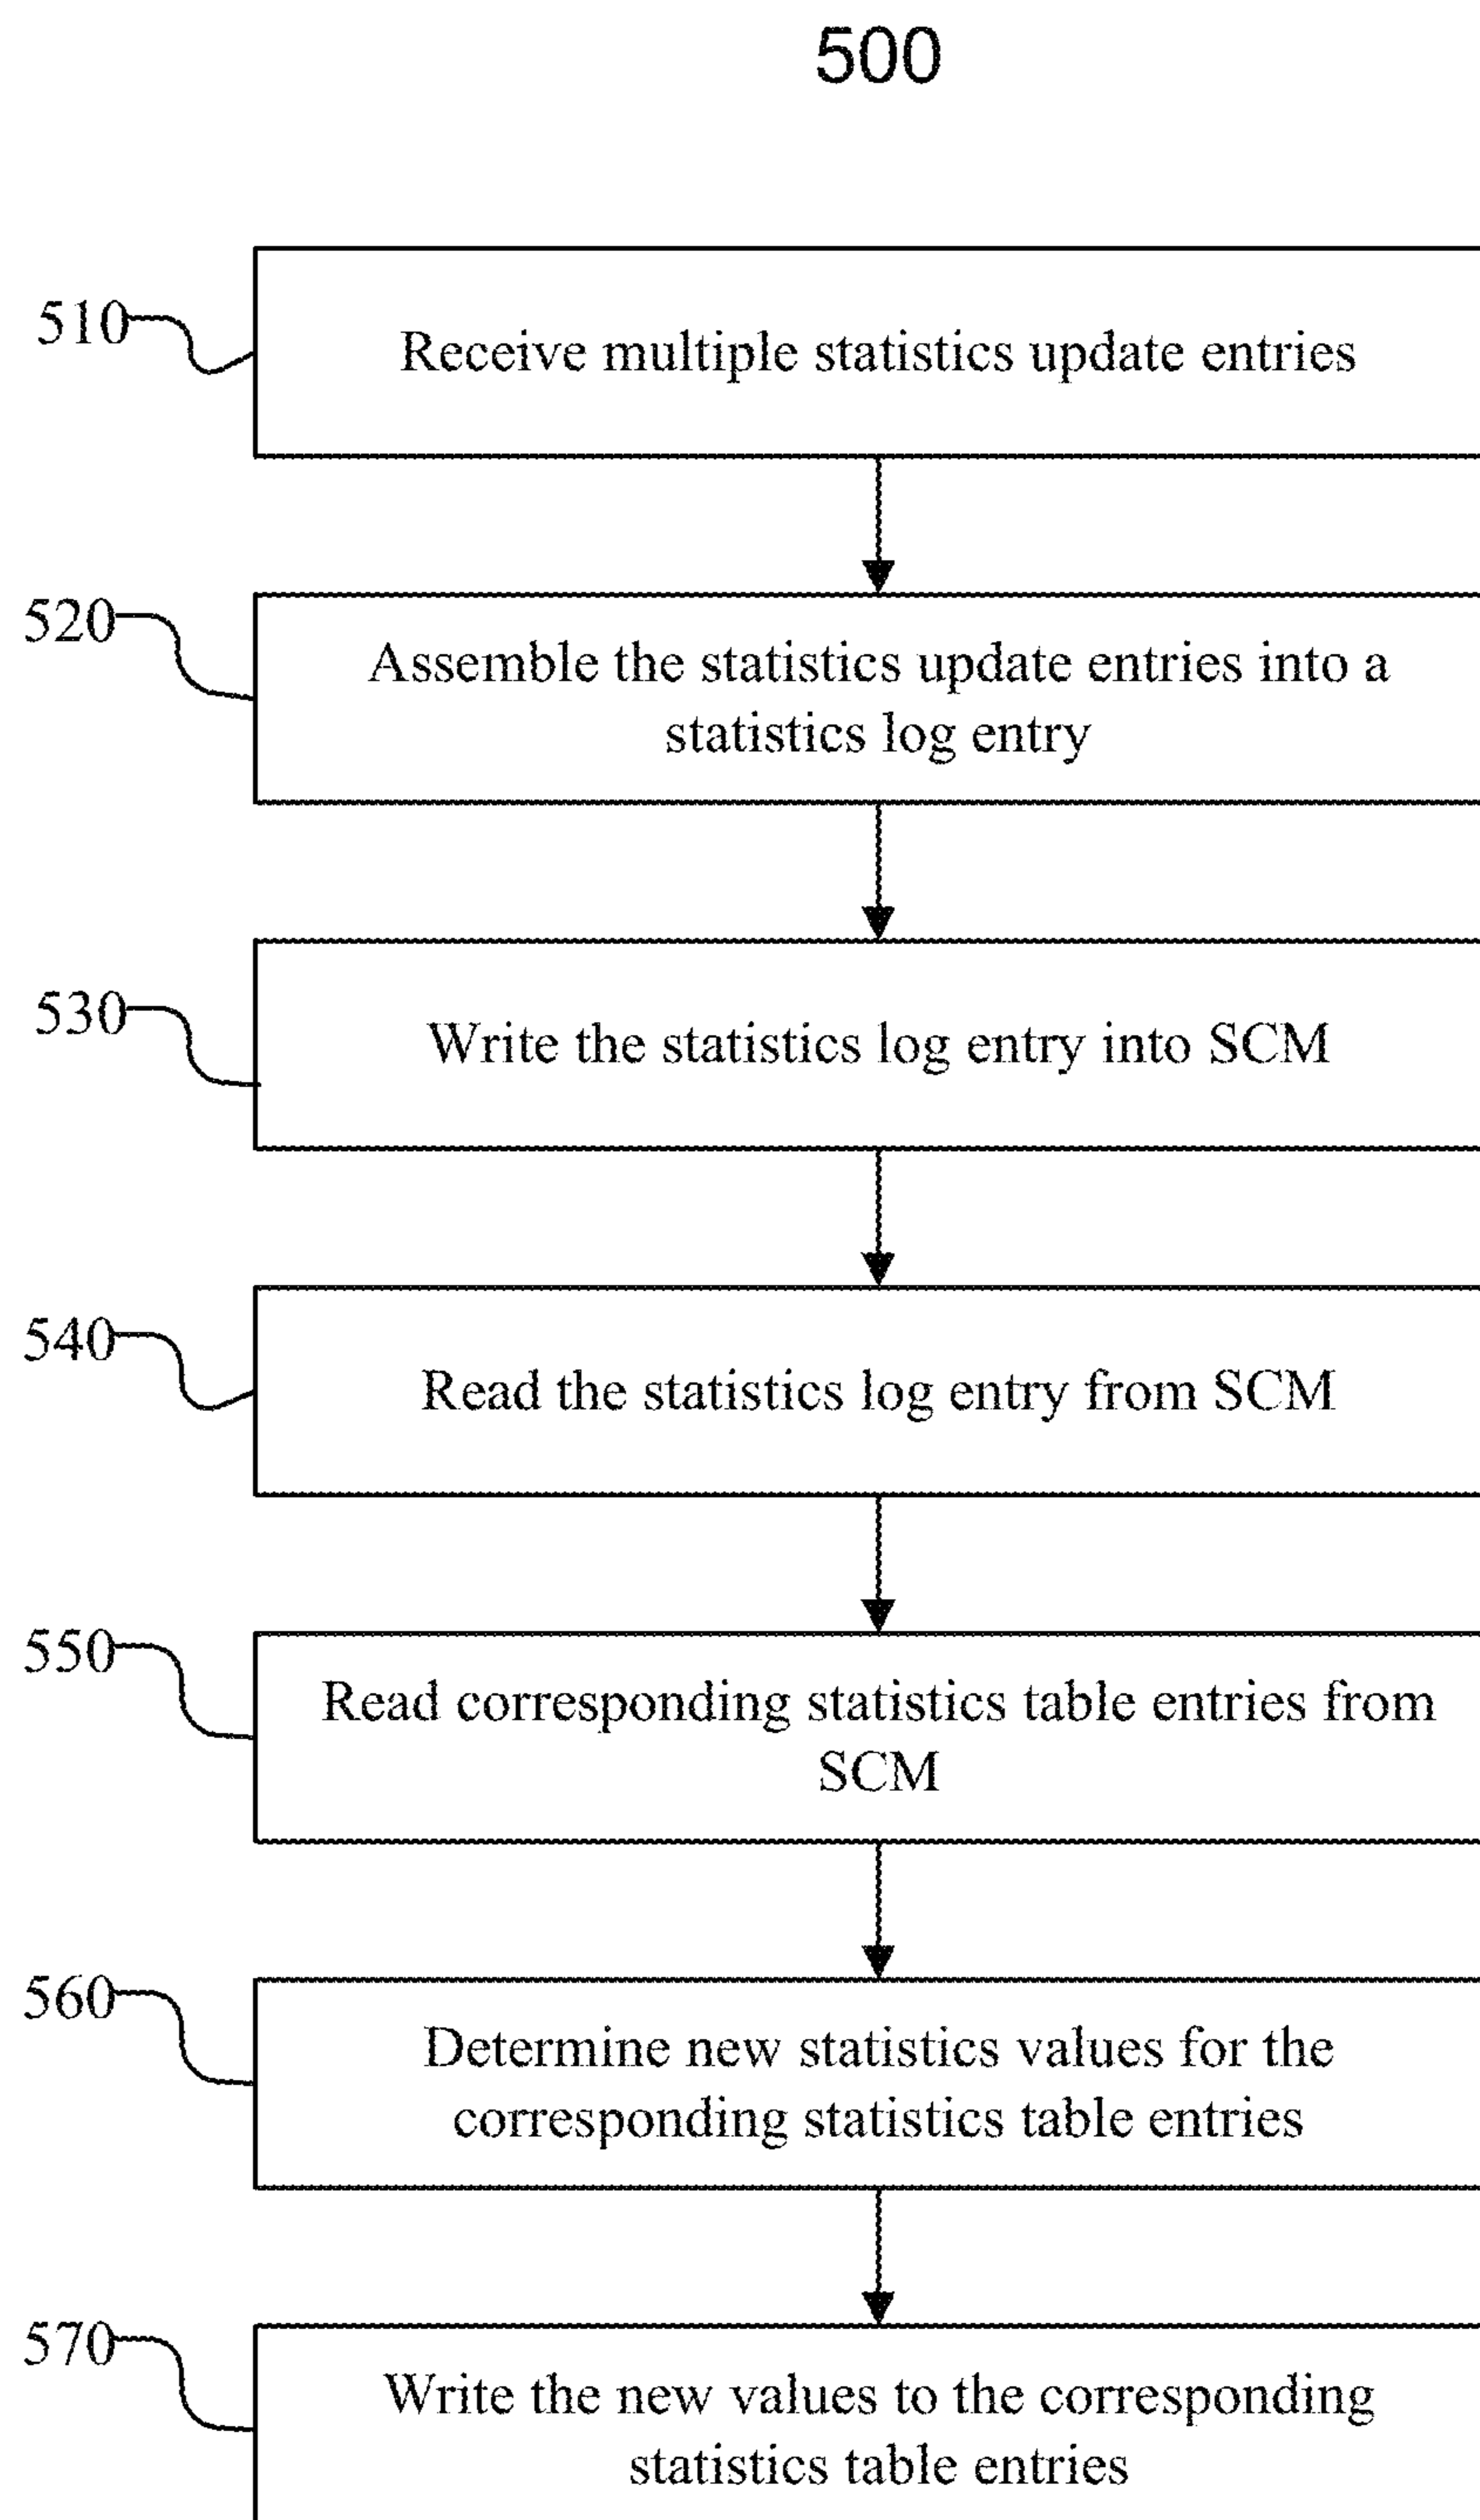 500
510
Receive multiple statistics update entries
520
Assemble the statistics update entries into a
statistics log entry
530
Write the statistics log entry into SCM
540
Read the statistics log entry from SCM
550
Read corresponding statistics table entries from
SCM
560
Determine new statistics values for the
corresponding statistics table entries
570
Write the new values to the corresponding
statistics table entries